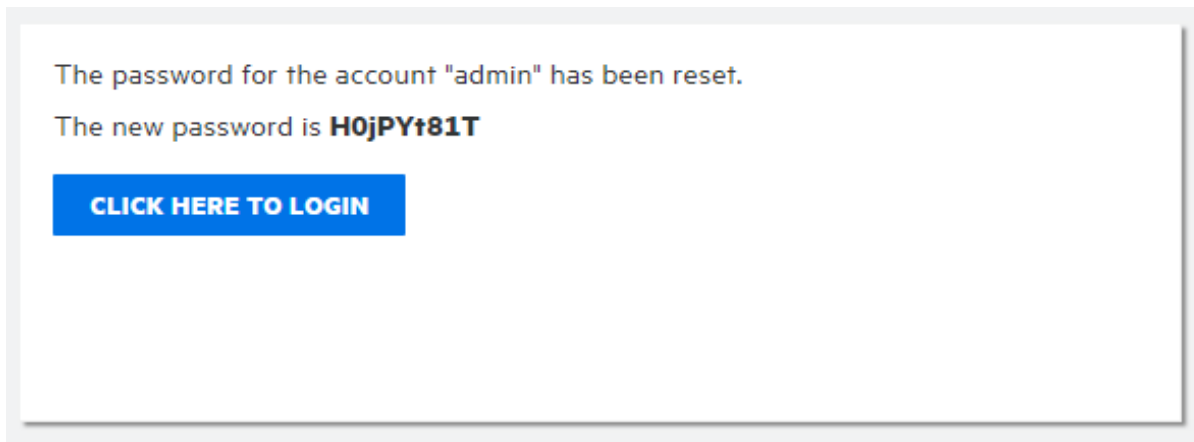 The password for the account "admin" has been reset.
The new password is H0jPYt81T
CLICK HERE TO LOGIN